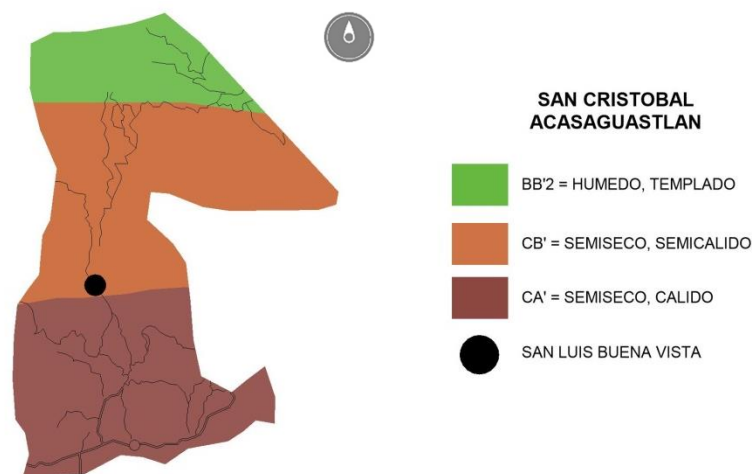 SAN CRISTOBAL
ACASAGUASTLAN
BB'2 = HUMEDO, TEMPLADO
CB' = SEMISECO, SEMICALIDO
CA' = SEMISECO, CALIDO
SAN LUIS BUENA VISTA